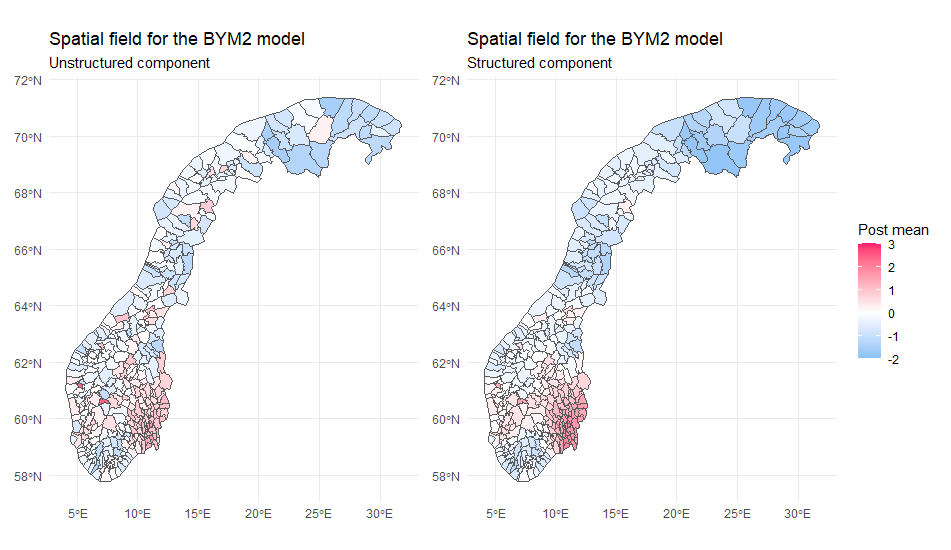 Spatial field for the BYM2 model
Unstructured component
72°N
70°N
68°N
66°N
64°N
62°N
60°N
58°N
5°E
10°E
15°E
20°E
25°E
30°E
Spatial field for the BYM2 model
Structured component
72°N
70°N
68°N
66°N
64°N
62°N
60°N
58°N
5°E
10°E
15°E
20°E
25°E
30°E
Post mean
3
2
1
0
-1
-2